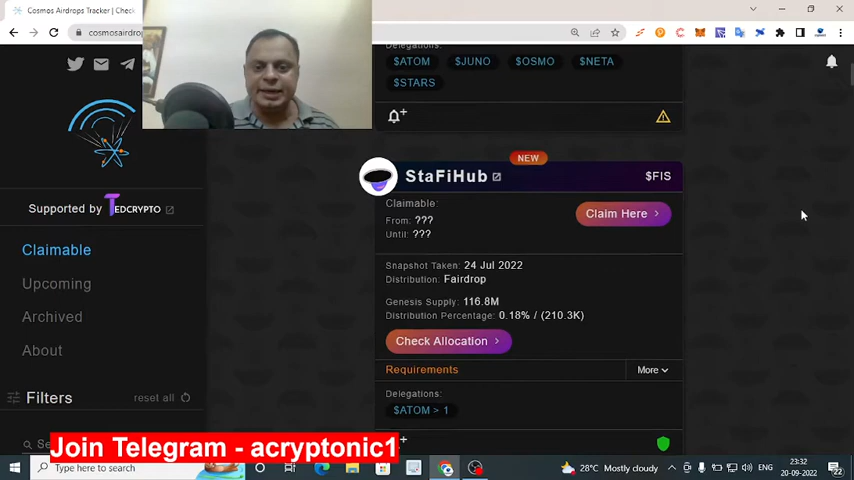 Cosmos Airdrops Tracker | Cosmo
cosmosairdrop
Supported by TEDCRYPTO
Claimable
Upcoming
Archived
About
Filters
reset all
Delegations:
$ATOM
$JUNO
$OSMO
$NETA
$STARS
NEW
StaFiHub
$FIS
Claimable:
From: ???
Until: ???
Claim Here
Snapshot Taken: 24 Jul 2022
Distribution: Fairdrop
Genesis Supply: 116.8M
Distribution Percentage: 0.18% / (210.3K)
Check Allocation
Requirements
More
Delegations:
$ATOM > 1
Join Telegram - acryptonic1
Type here to search
28°C Mostly cloudy
ENG
23:32
20-09-2022
22